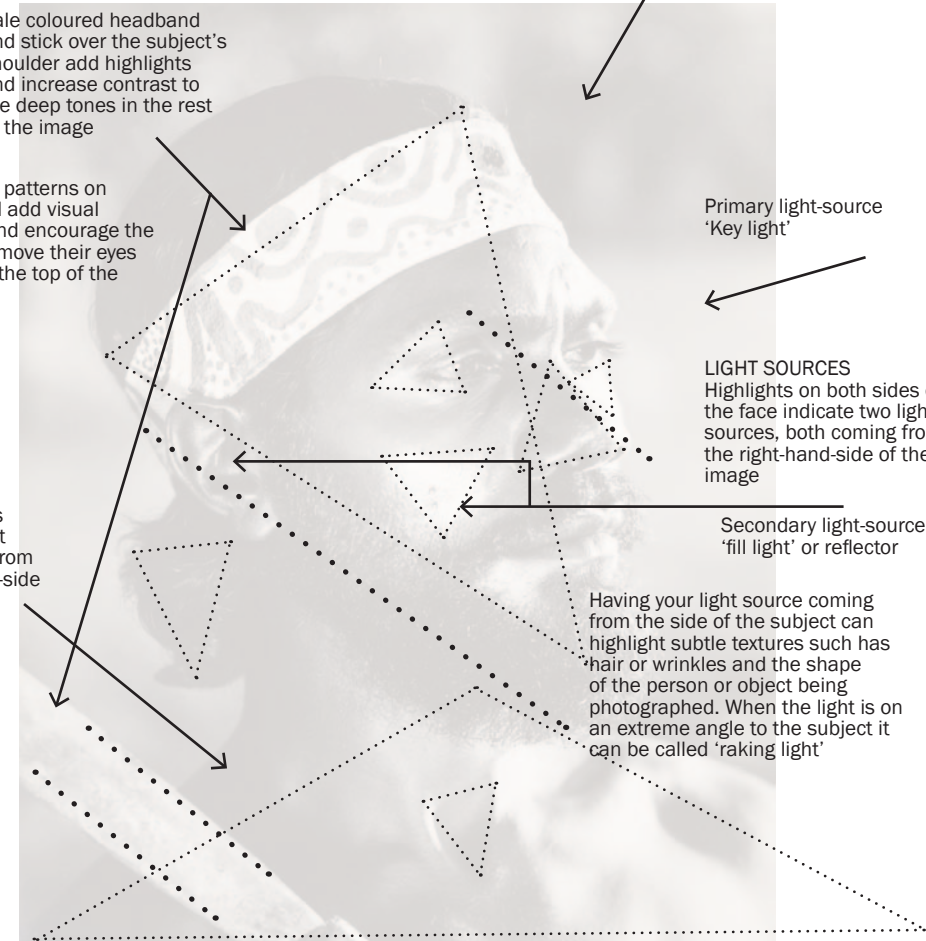 ale coloured headband
nd stick over the subject's
houlder add highlights
nd increase contrast to
e deep tones in the rest
the image
patterns on
add visual
nd encourage the
move their eyes
the top of the
s
t
rom
-side
Primary light-source
‘Key light’
LIGHT SOURCES
Highlights on both sides
the face indicate two ligh
sources, both coming fro
the right-hand-side of the
image
Secondary light-source
‘fill light’ or reflector
Having your light source coming
from the side of the subject can
highlight subtle textures such has
hair or wrinkles and the shape
of the person or object being
photographed. When the light is on
an extreme angle to the subject it
can be called ‘raking light’